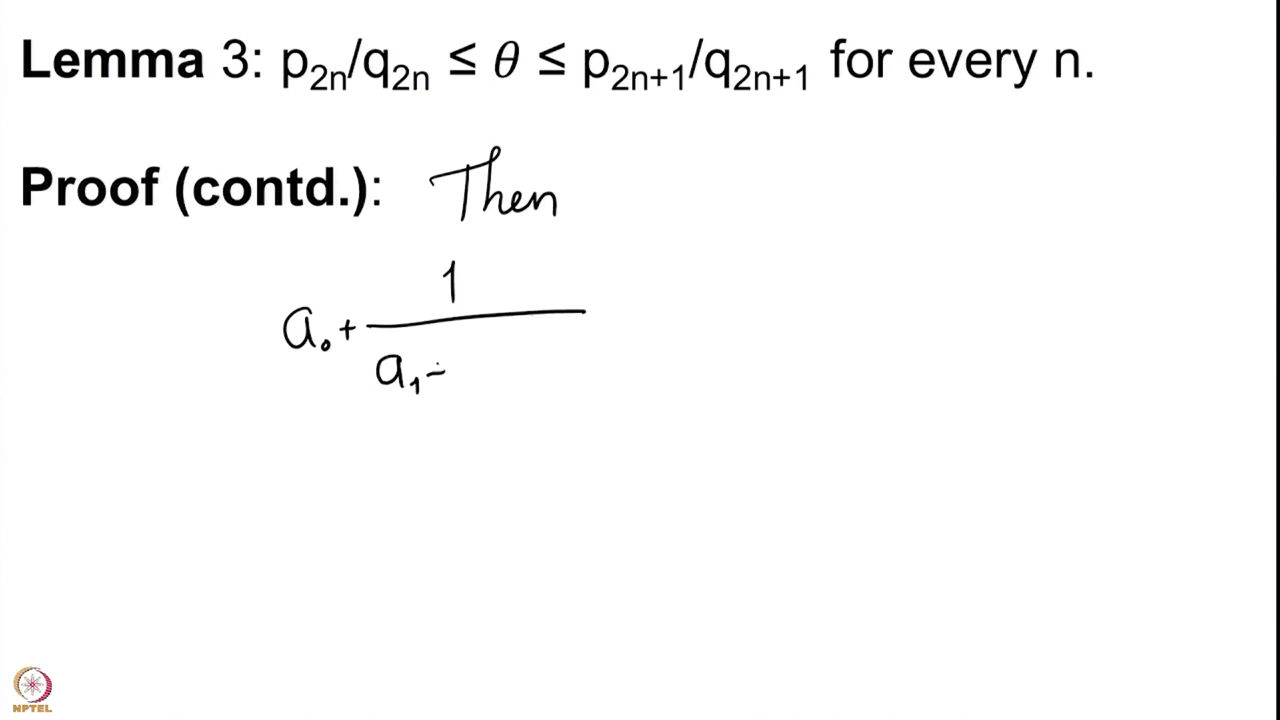 Lemma 3: p₂ₙ/q₂ₙ ≤ θ ≤ p₂ₙ₊₁/q₂ₙ₊₁ for every n.
Proof (contd.): Then
1
a₀ +
a₁
NPTEL